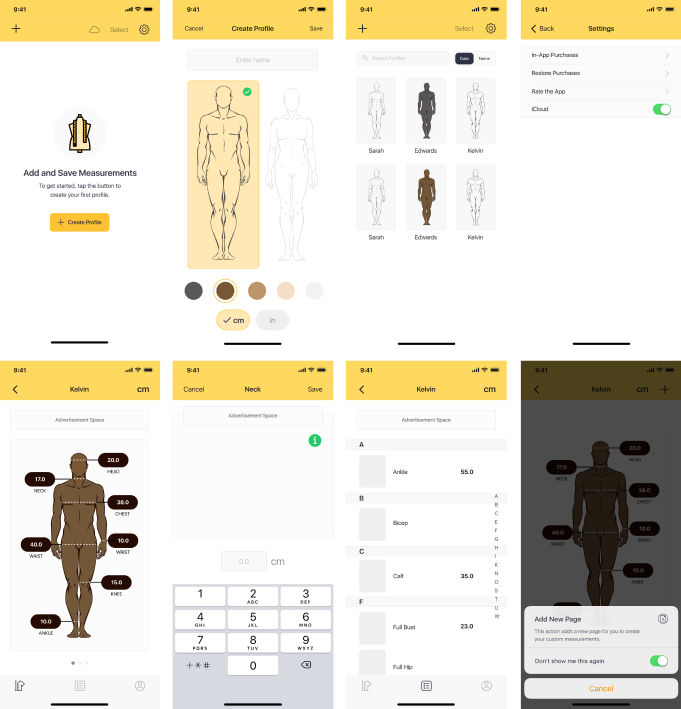 9:41
Select
Add and Save Measurements
To get started, tap the button to
create your first profile.
Create Profile
9:41
Cancel Create Profile Save
Enter name
cm in
9:41
Select
Search Profiles Date Name
Sarah Edwards Kelvin
Sarah Edwards Kelvin
9:41
Back Settings
In-App Purchases
Restore Purchases
Rate the App
iCloud
9:41
Kelvin cm
Advertisement Space
20.0
HEAD
17.0
NECK
38.0
CHEST
40.0
WAIST
10.0
WRIST
15.0
KNEE
10.0
ANKLE
9:41
Cancel Neck Save
Advertisement Space
0.0 cm
1 2 3
ABC DEF
4 5 6
GHI JKL MNO
7 8 9
PQRS TUV WXYZ
+*# 0
9:41
Kelvin cm
Advertisement Space
A
Ankle 55.0
B
Bicep
C
Calf 35.0
F
Full Bust 23.0
Full Hip
A
B
C
E
F
G
H
I
K
N
O
S
T
U
W
9:41
Kelvin cm +
20.0
HEAD
17.0
NECK
38.0
CHEST
40.0
WAIST
10.0
WRIST
15.0
KNEE
Add New Page
This action adds a new page for you to create
your custom measurements.
Don't show me this again
Cancel